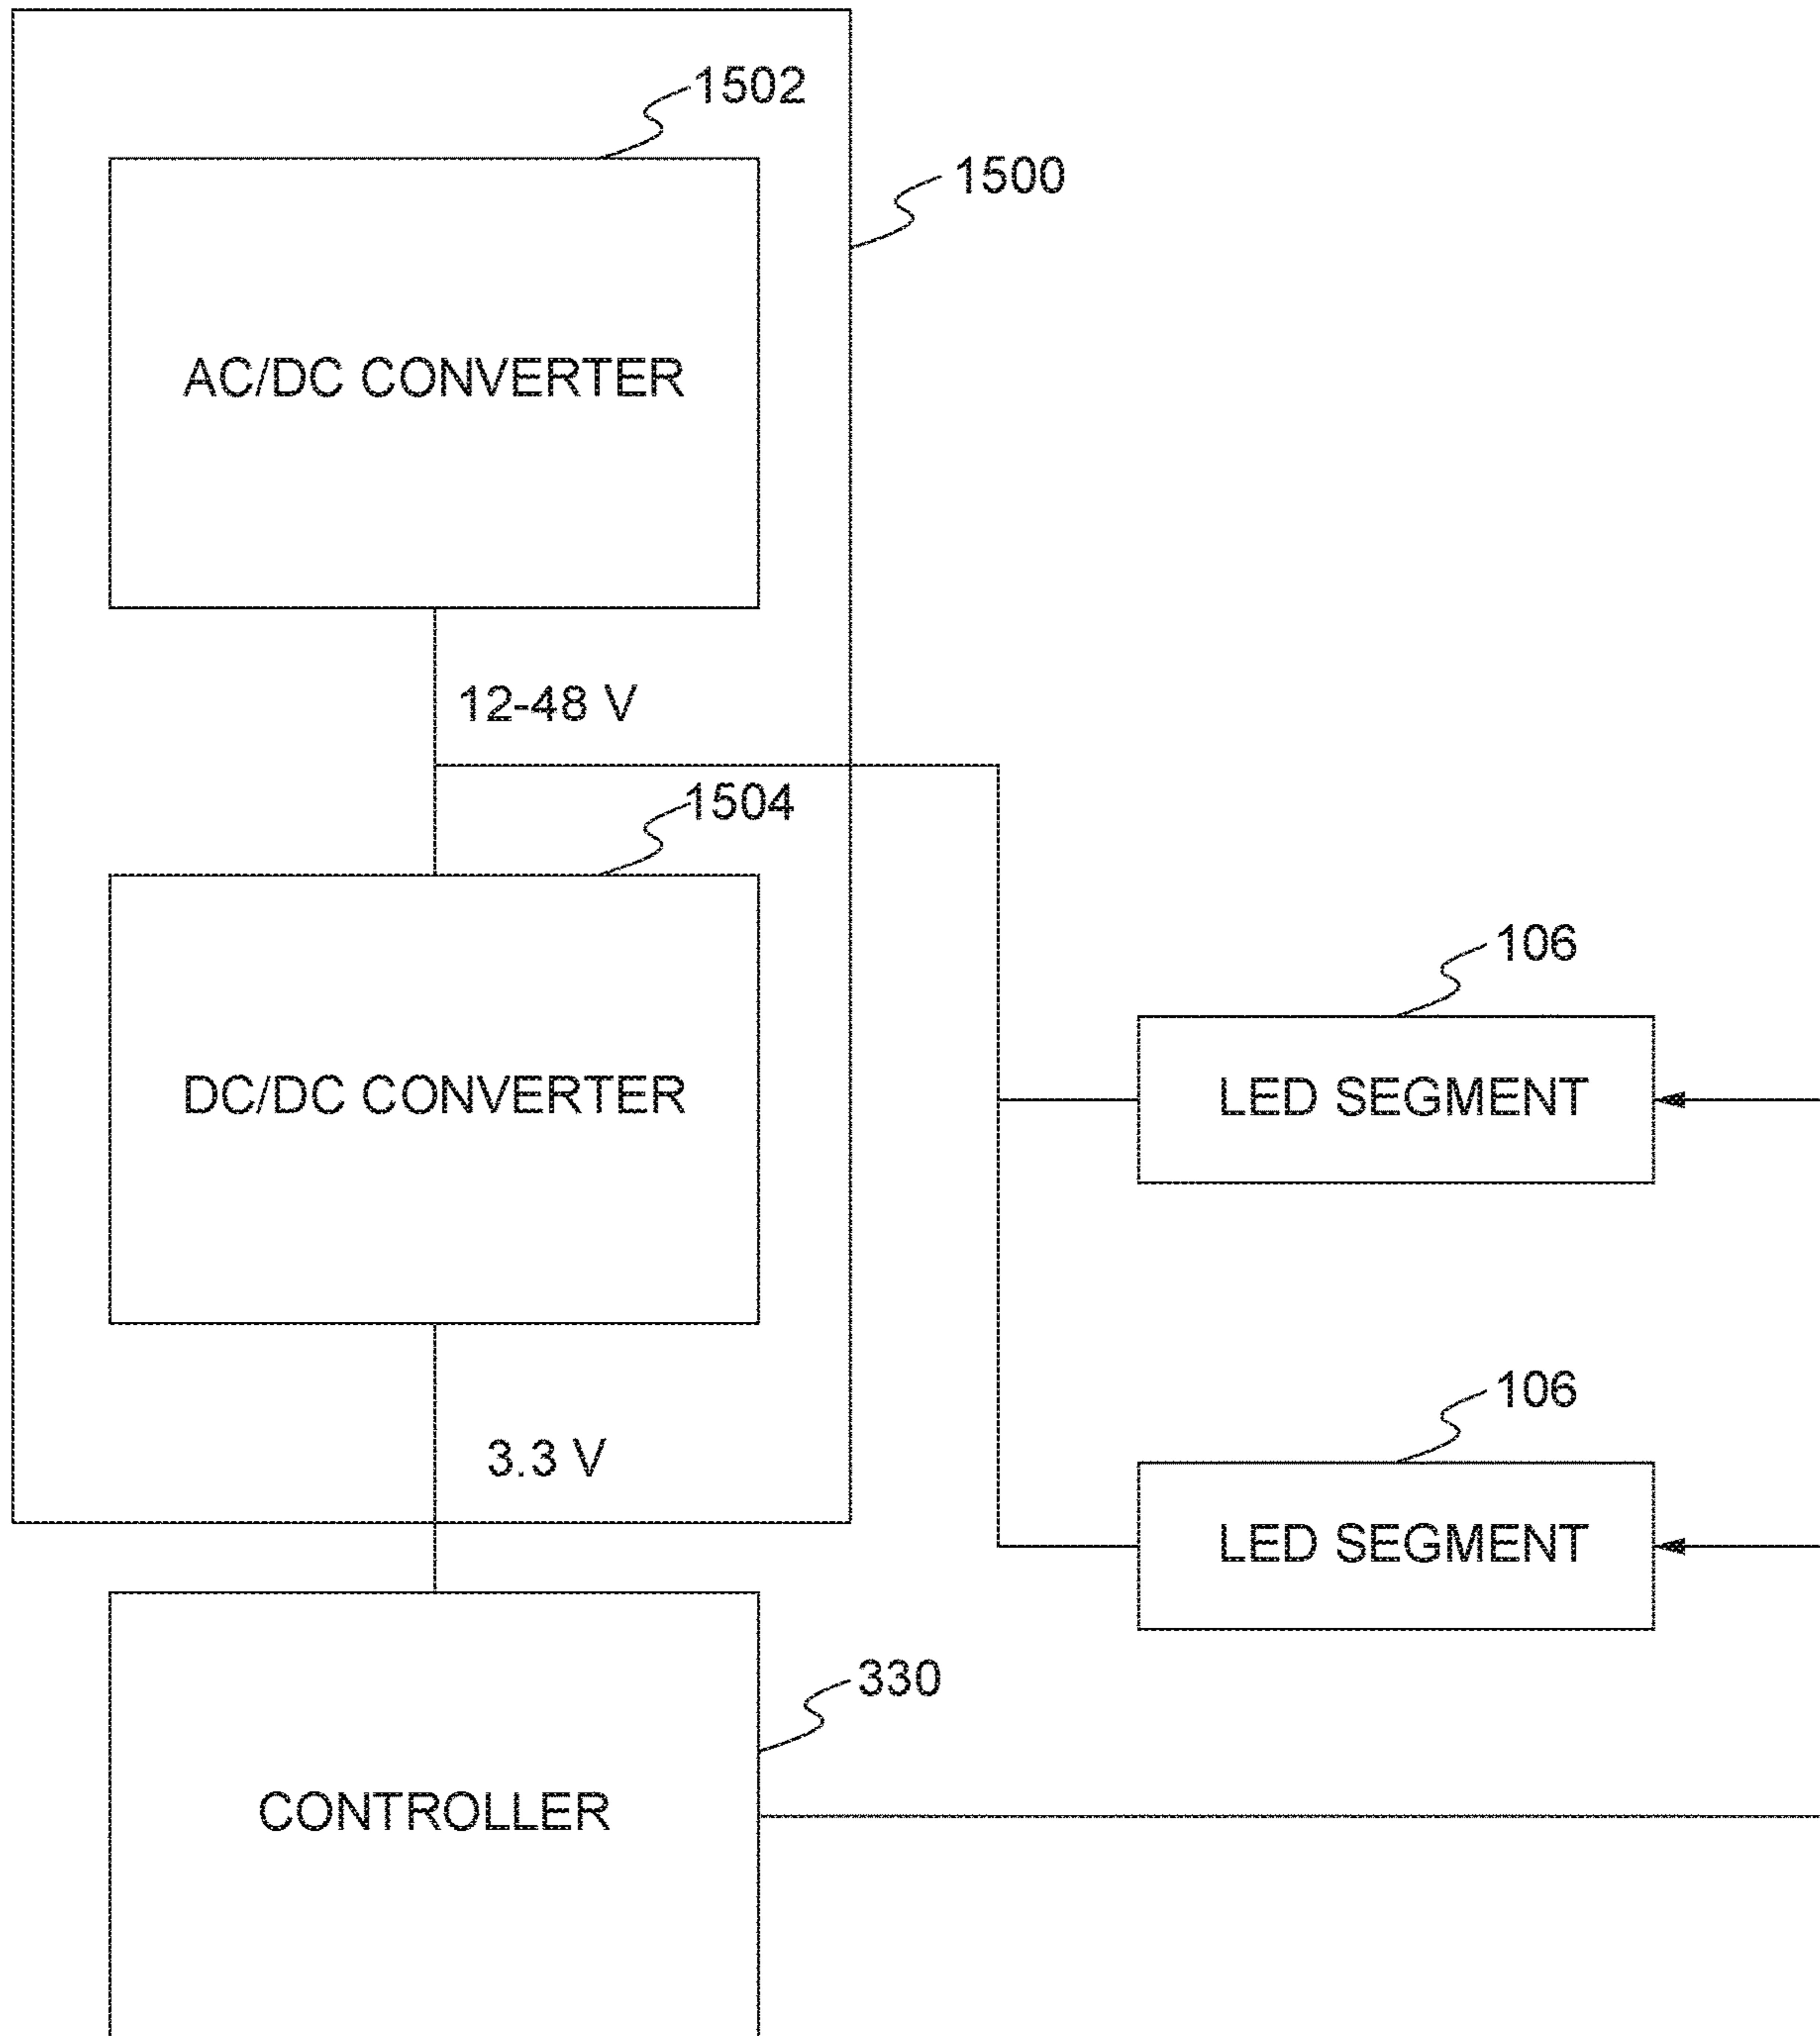 1502
1500
AC/DC CONVERTER
12-48 V
1504
106
DC/DC CONVERTER
LED SEGMENT
106
3.3 V
LED SEGMENT
330
CONTROLLER